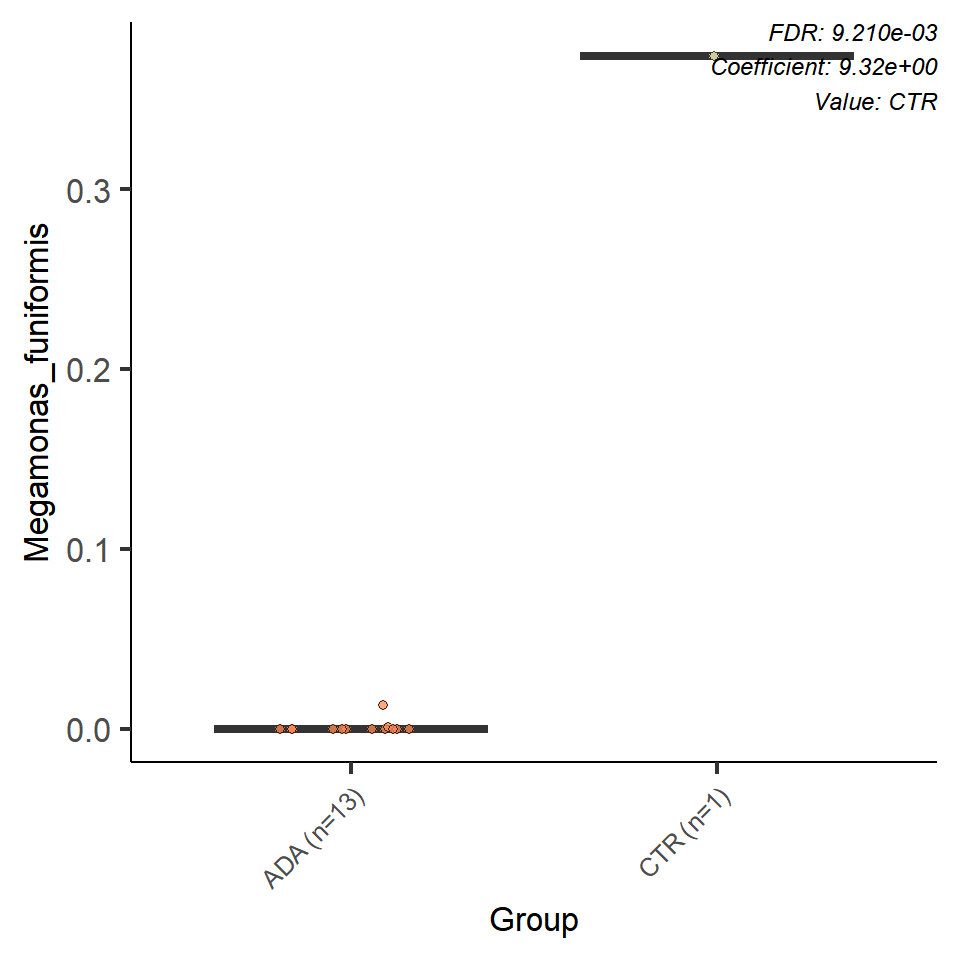 FDR: 9.210e-03
Coefficient: 9.32e+00
Value: CTR
Megamonas_funiformis
0.3
0.2
0.1
0.0
ADA (n=13)
CTR (n=1)
Group